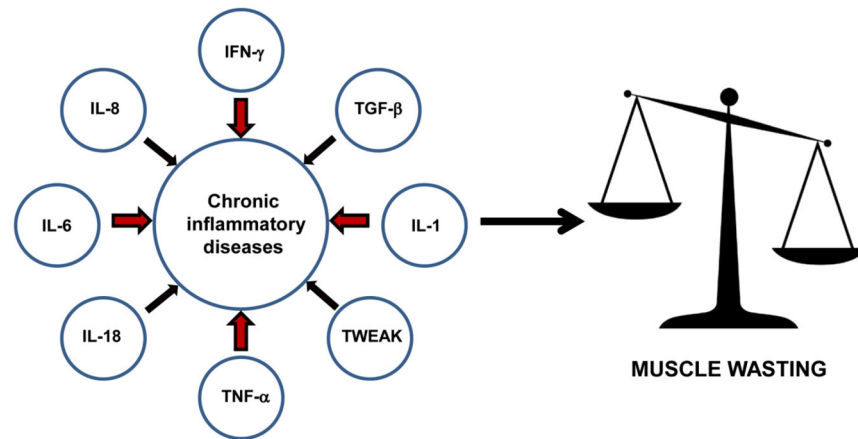 IFN-γ
IL-8
TGF-β
IL-6
Chronic
inflammatory
diseases
IL-1
IL-18
TWEAK
TNF-α
MUSCLE WASTING